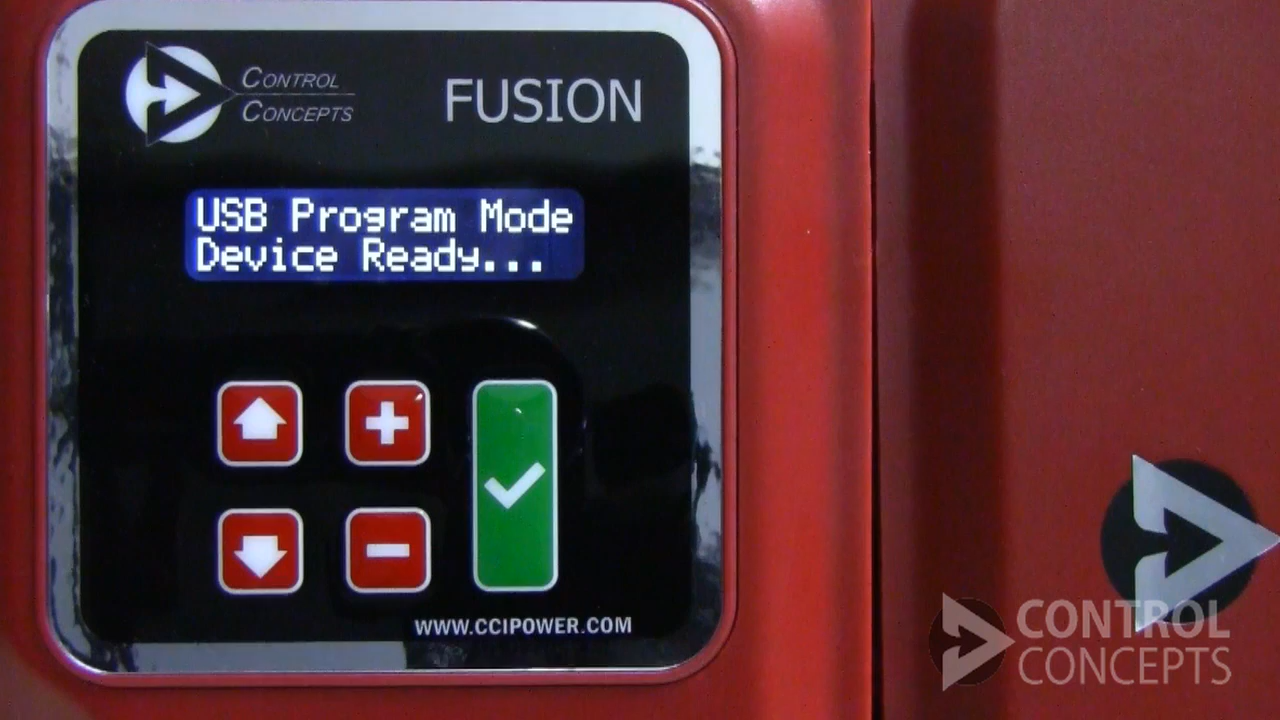 CONTROL
CONCEPTS
FUSION
USB Program Mode
Device Ready...
WWW.CCIPOWER.COM
CONTROL
CONCEPTS